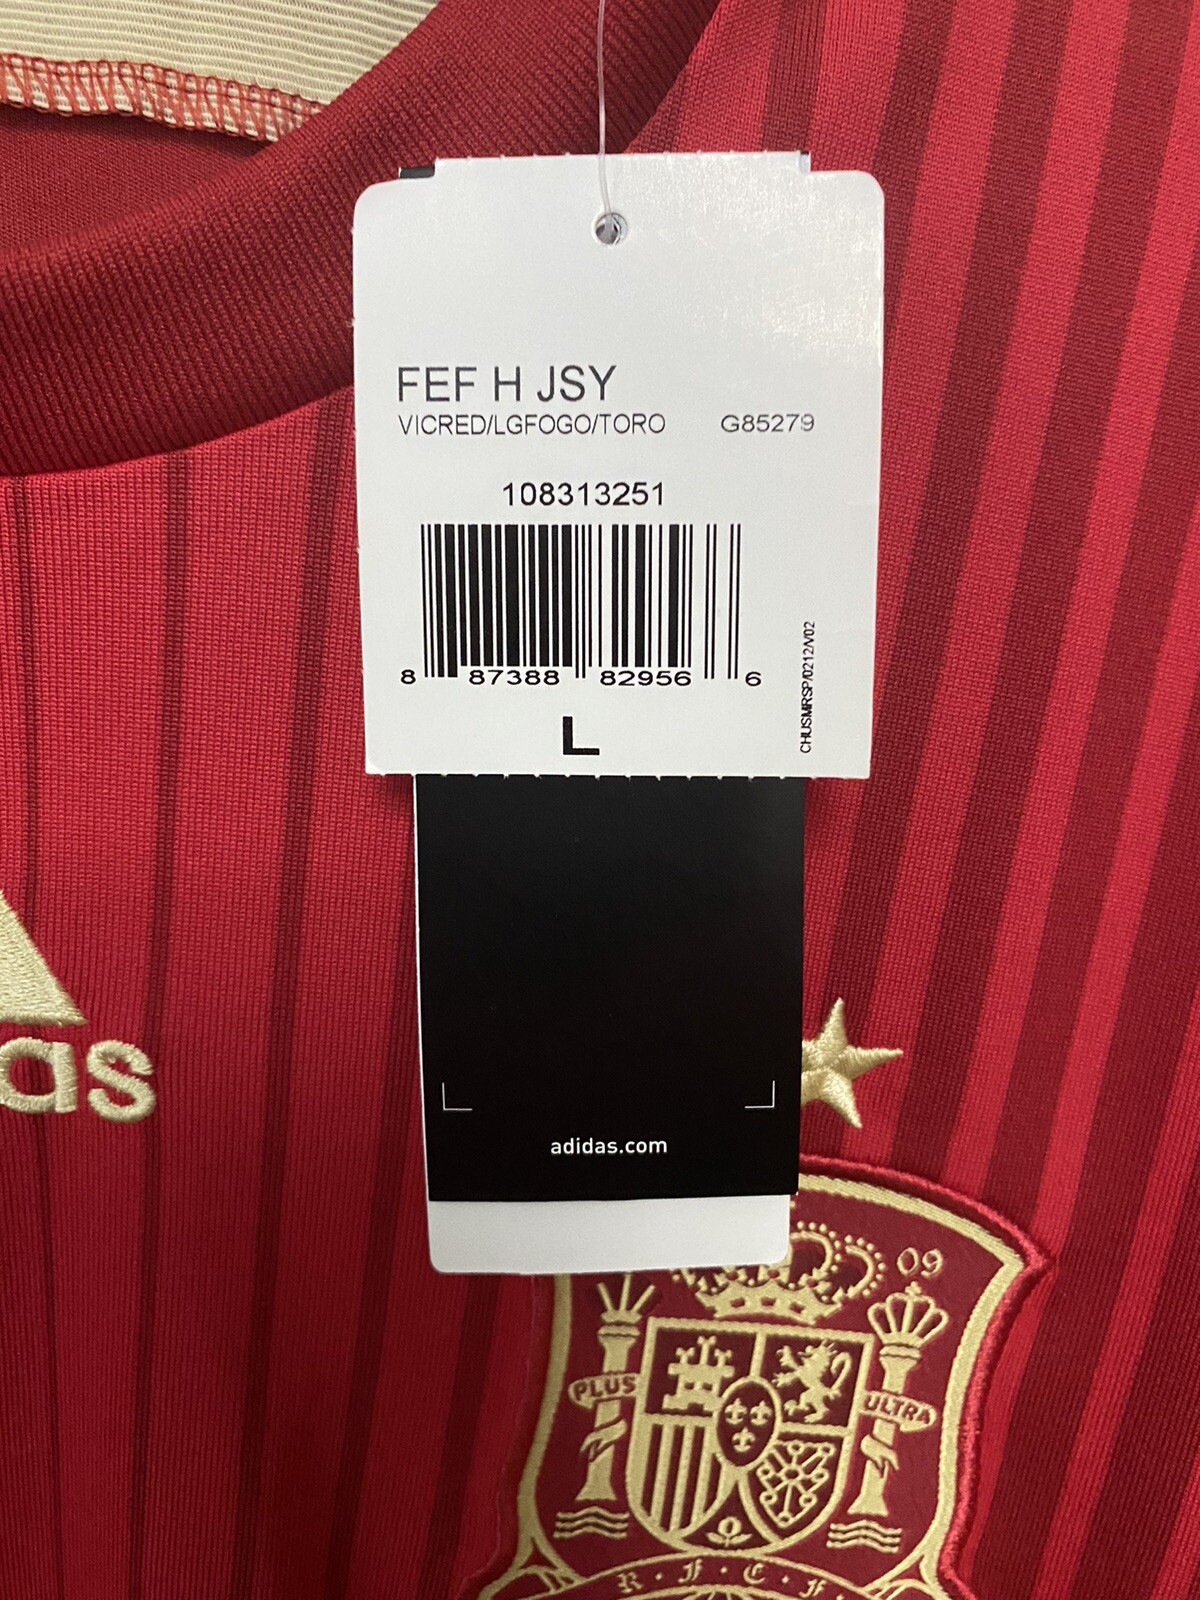 FEF H JSY
VICRED/LGFOGO/TORO G85279
108313251
8 87388 82956 6
L
CHUSMRSP/0212/V02
as
adidas.com
09
PLUS ULTRA
R · F · C · F